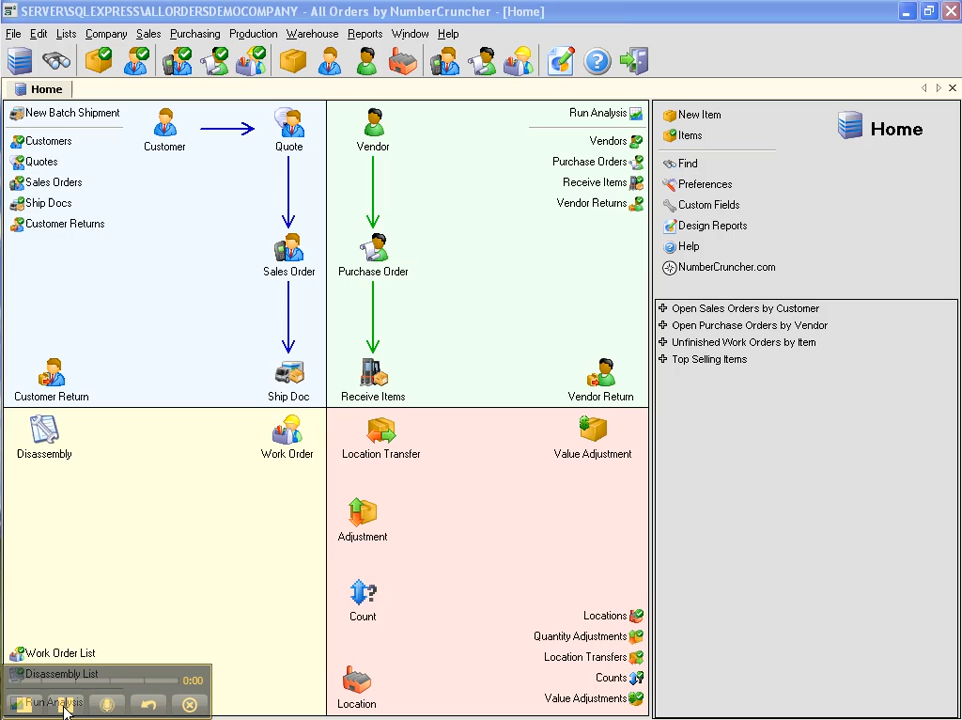 SERVER\SQLEXPRESS\ALLORDERSDEMOCOMPANY - All Orders by NumberCruncher - [Home]
File Edit Lists Company Sales Purchasing Production Warehouse Reports Window Help
Home
New Batch Shipment
Customers
Quotes
Sales Orders
Ship Docs
Customer Returns
Customer
Quote
Sales Order
Customer Return
Ship Doc
Vendor
Run Analysis
Vendors
Purchase Orders
Receive Items
Vendor Returns
Purchase Order
Receive Items
Vendor Return
New Item
Items
Home
Find
Preferences
Custom Fields
Design Reports
Help
NumberCruncher.com
Open Sales Orders by Customer
Open Purchase Orders by Vendor
Unfinished Work Orders by Item
Top Selling Items
Disassembly
Work Order
Work Order List
Disassembly List
0:00
Run Analysis
Location Transfer
Value Adjustment
Adjustment
Count
Location
Locations
Quantity Adjustments
Location Transfers
Counts
Value Adjustments